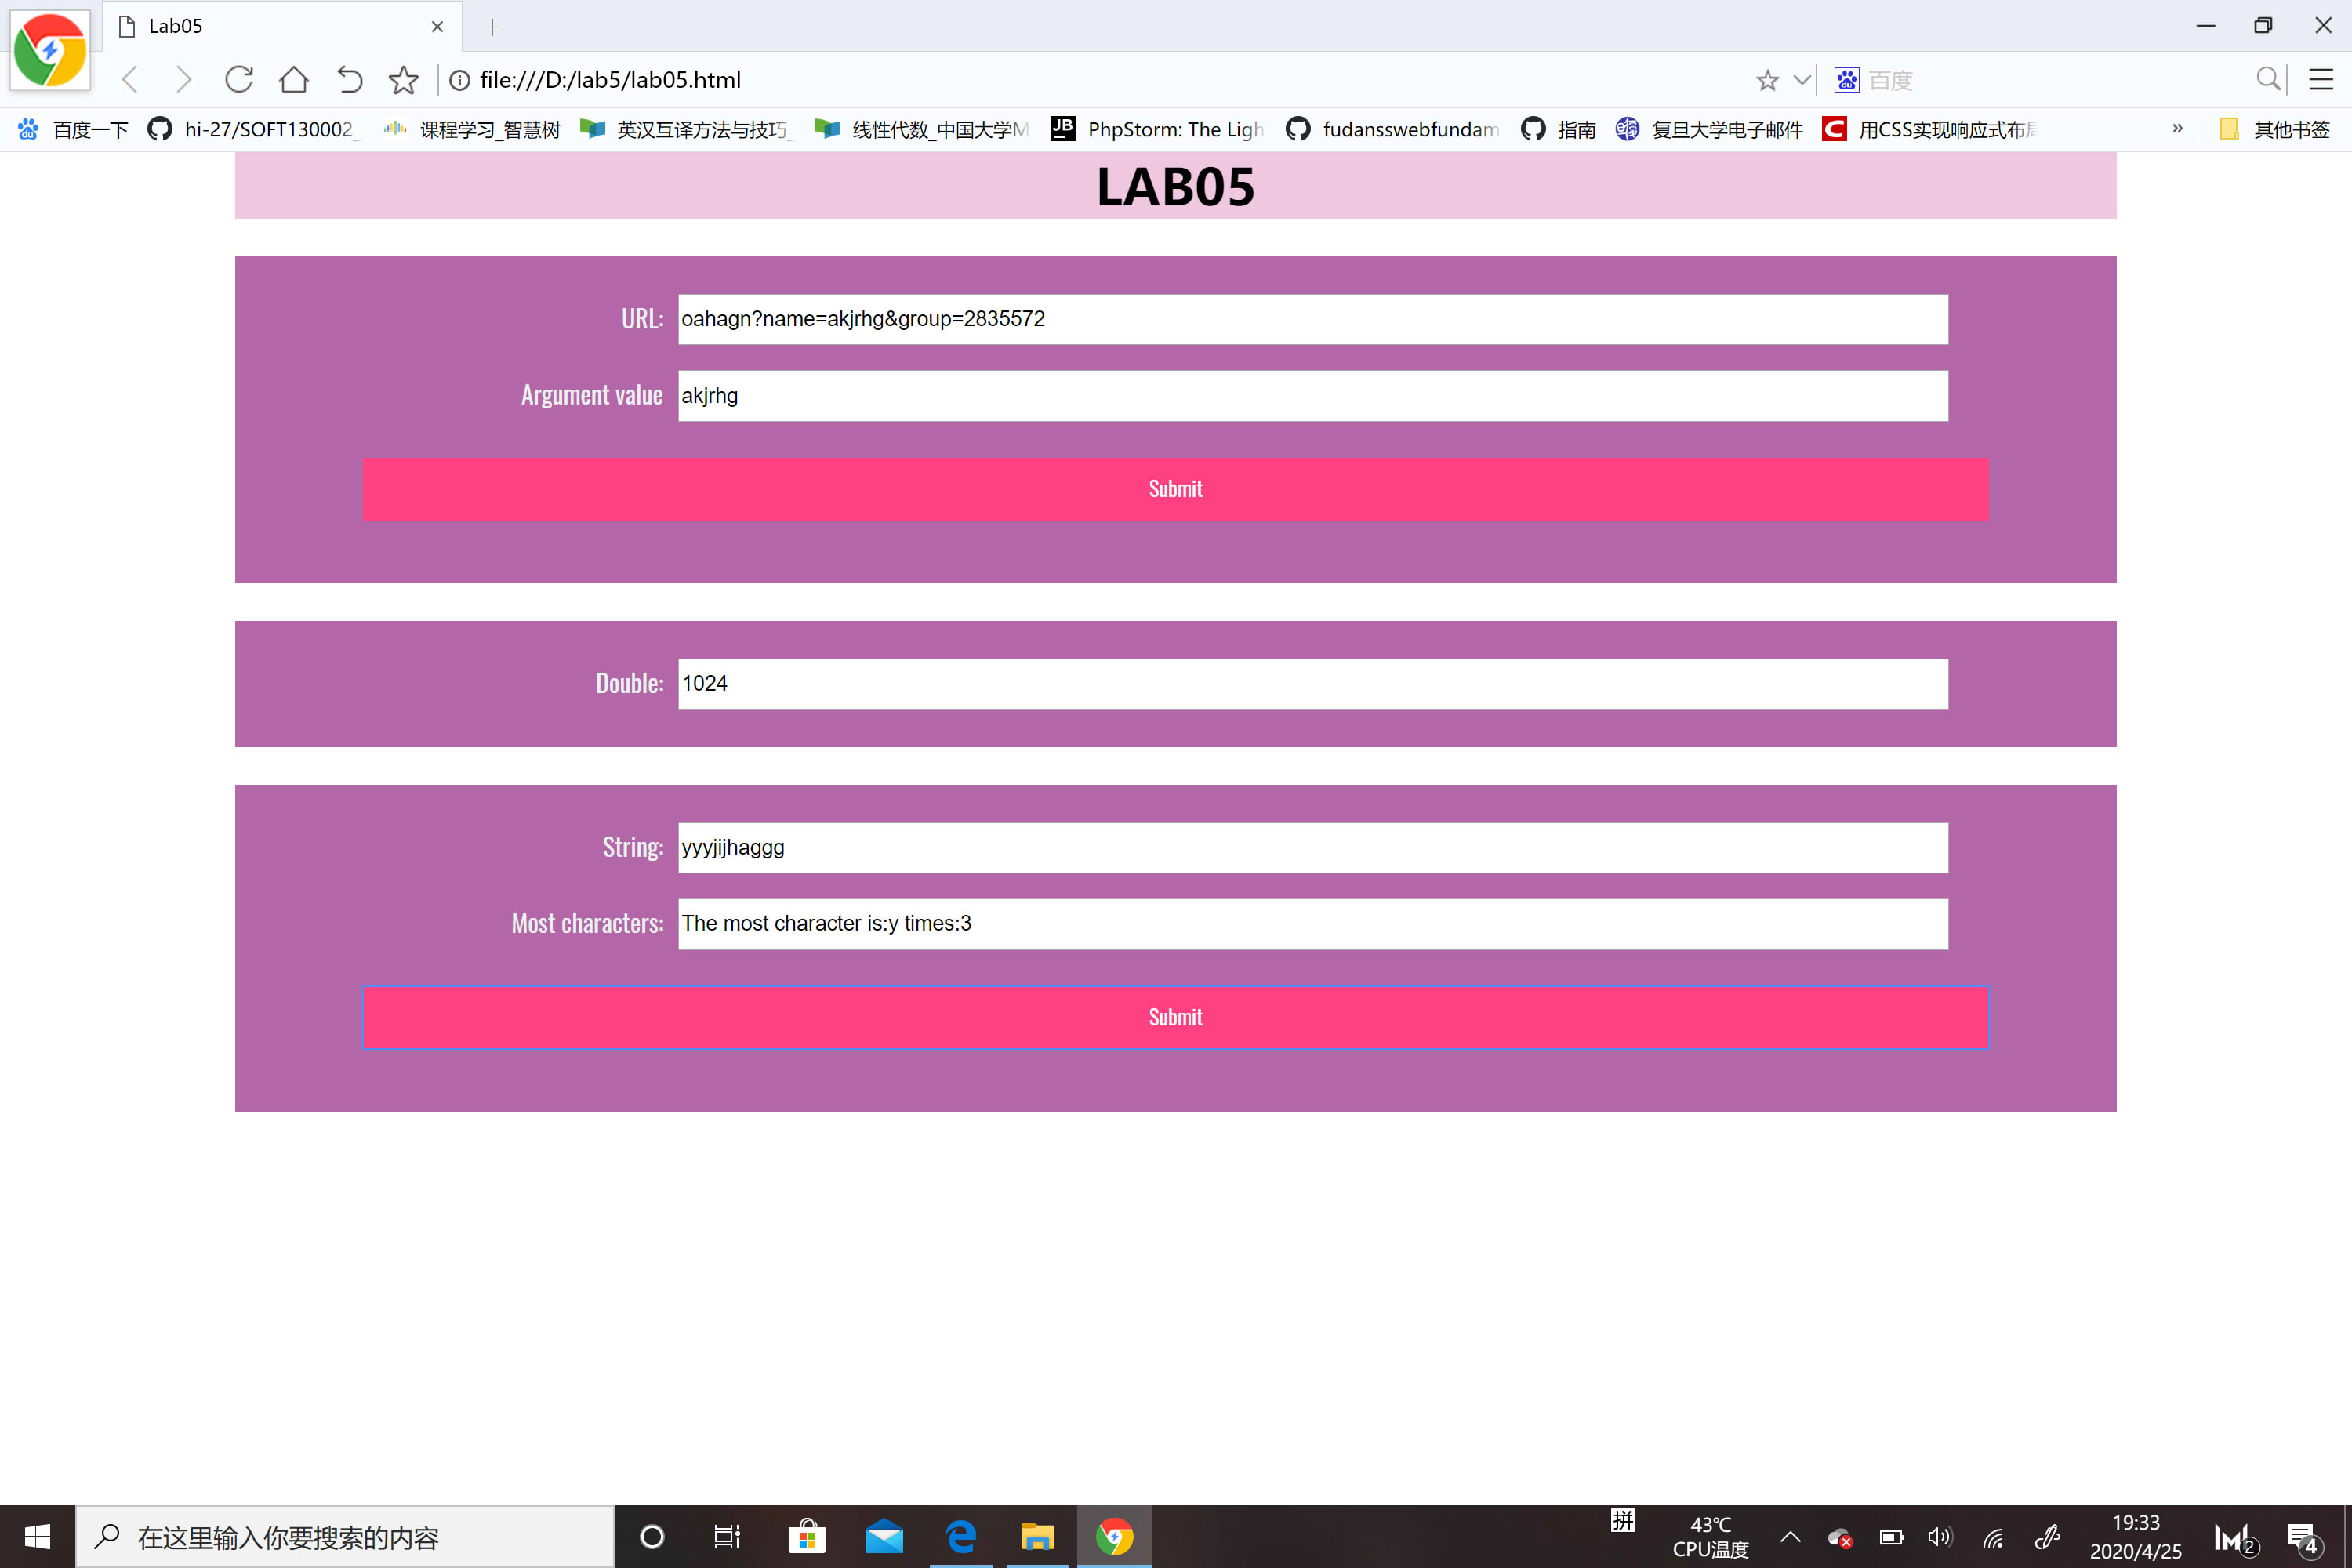 Lab05
file:///D:/lab5/lab05.html
百度
百度一下 hi-27/SOFT130002_ 课程学习_智慧树 英汉互译方法与技巧_ 线性代数_中国大学M PhpStorm: The Ligh fudansswebfundam 指南 复旦大学电子邮件 用CSS实现响应式布局 » 其他书签
LAB05
URL: oahagn?name=akjrhg&group=2835572
Argument value akjrhg
Submit
Double: 1024
String: yyyjijhaggg
Most characters: The most character is:y times:3
Submit
在这里输入你要搜索的内容
拼
43℃
CPU温度
19:33
2020/4/25
2
4